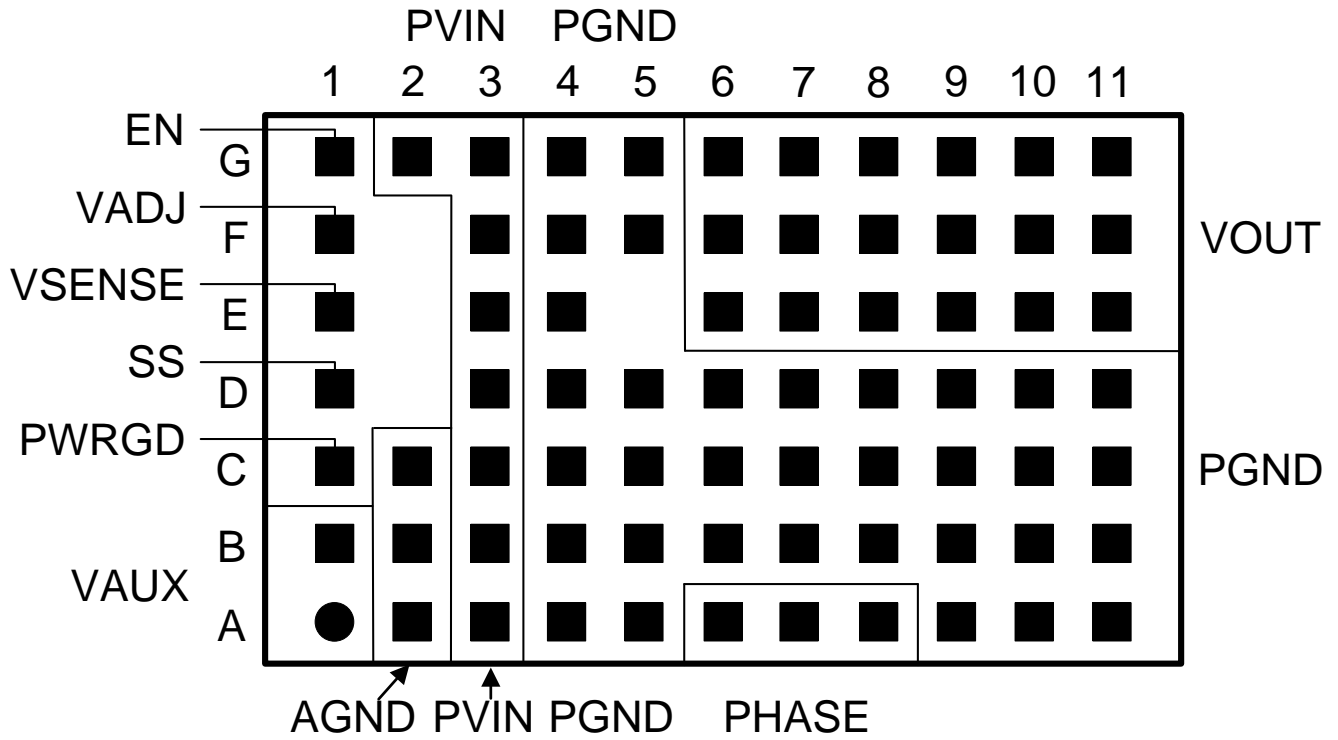 PVIN PGND
1 2 3 4 5 6 7 8 9 10 11
EN
G
VADJ
F
VOUT
VSENSE
E
SS
D
PWRGD
C
PGND
B
VAUX
A
AGND PVIN PGND PHASE